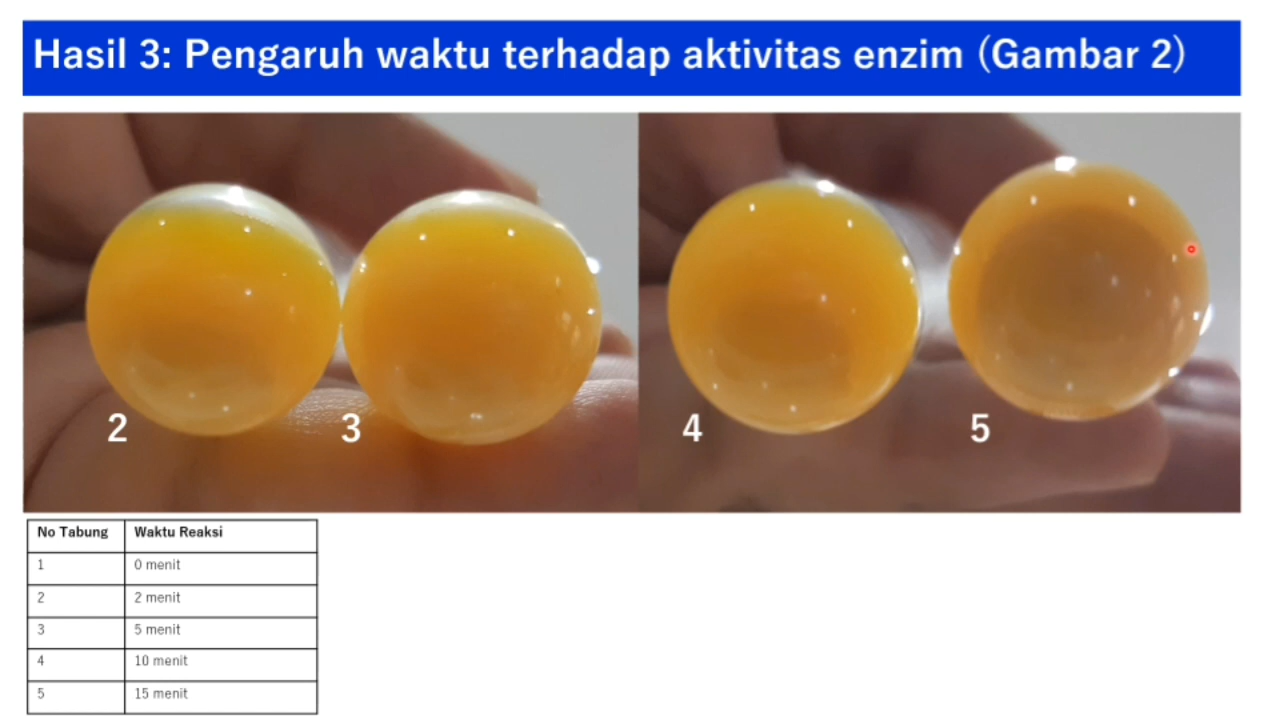 Hasil 3: Pengaruh waktu terhadap aktivitas enzim (Gambar 2)
2
3
4
5
No Tabung Waktu Reaksi
1 0 menit
2 2 menit
3 5 menit
4 10 menit
5 15 menit